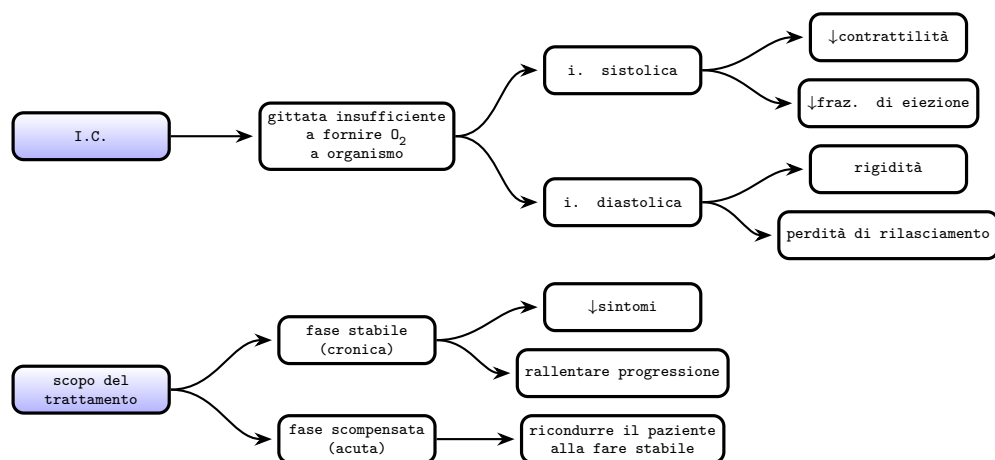 I.C.
gittata insufficiente
a fornire O₂
a organismo
i. sistolica
↓contrattilità
↓fraz. di eiezione
i. diastolica
rigidità
perdità di rilasciamento
scopo del
trattamento
fase stabile
(cronica)
↓sintomi
rallentare progressione
fase scompensata
(acuta)
ricondurre il paziente
alla fare stabile